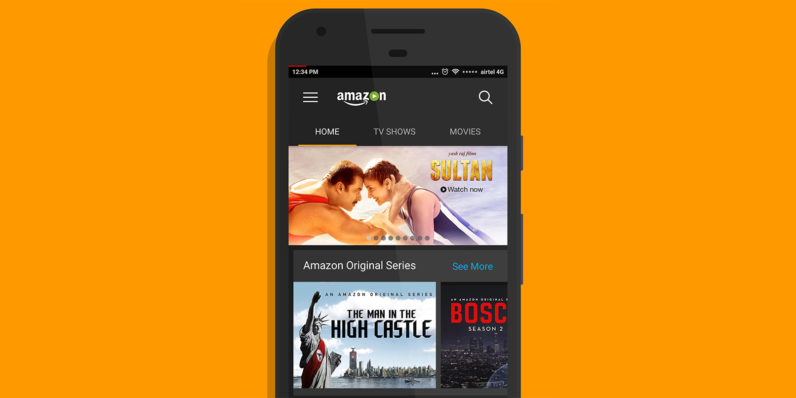 12:34 PM
... airtel 4G
amazon
HOME TV SHOWS MOVIES
yash raj films
SULTAN
Watch now
Amazon Original Series See More
AN AMAZON ORIGINAL SERIES
THE MAN IN THE
HIGH CASTLE
AN AMAZON ORIGINAL
BOSC
SEASON 2